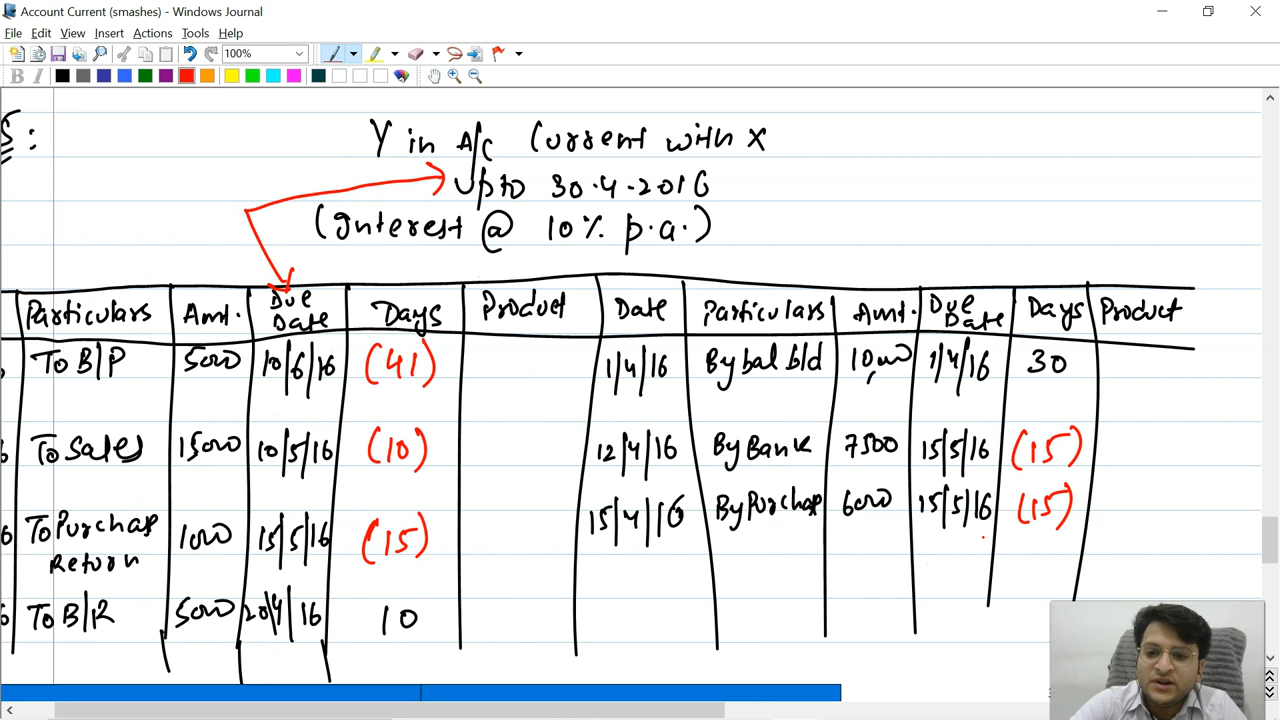 Account Current (smashes) - Windows Journal
File Edit View Insert Actions Tools Help
100%
B I
S:
Y in A/C Current with X
Upto 30.4.2016
(Interest @ 10% p.a.)
Particulars Amt. Due Date Days Product Date Particulars Amt. Due Date Days Product
To B/P 5000 10/6/16 (41) 1/4/16 By bal b/d 10,000 1/4/16 30
To Sales 15000 10/5/16 (10) 12/4/16 By Bank 7500 15/5/16 (15)
To Purchas Return 1000 15/5/16 (15) 15/4/16 By Purchas 6000 15/5/16 (15)
To B/R 5000 20/4/16 10